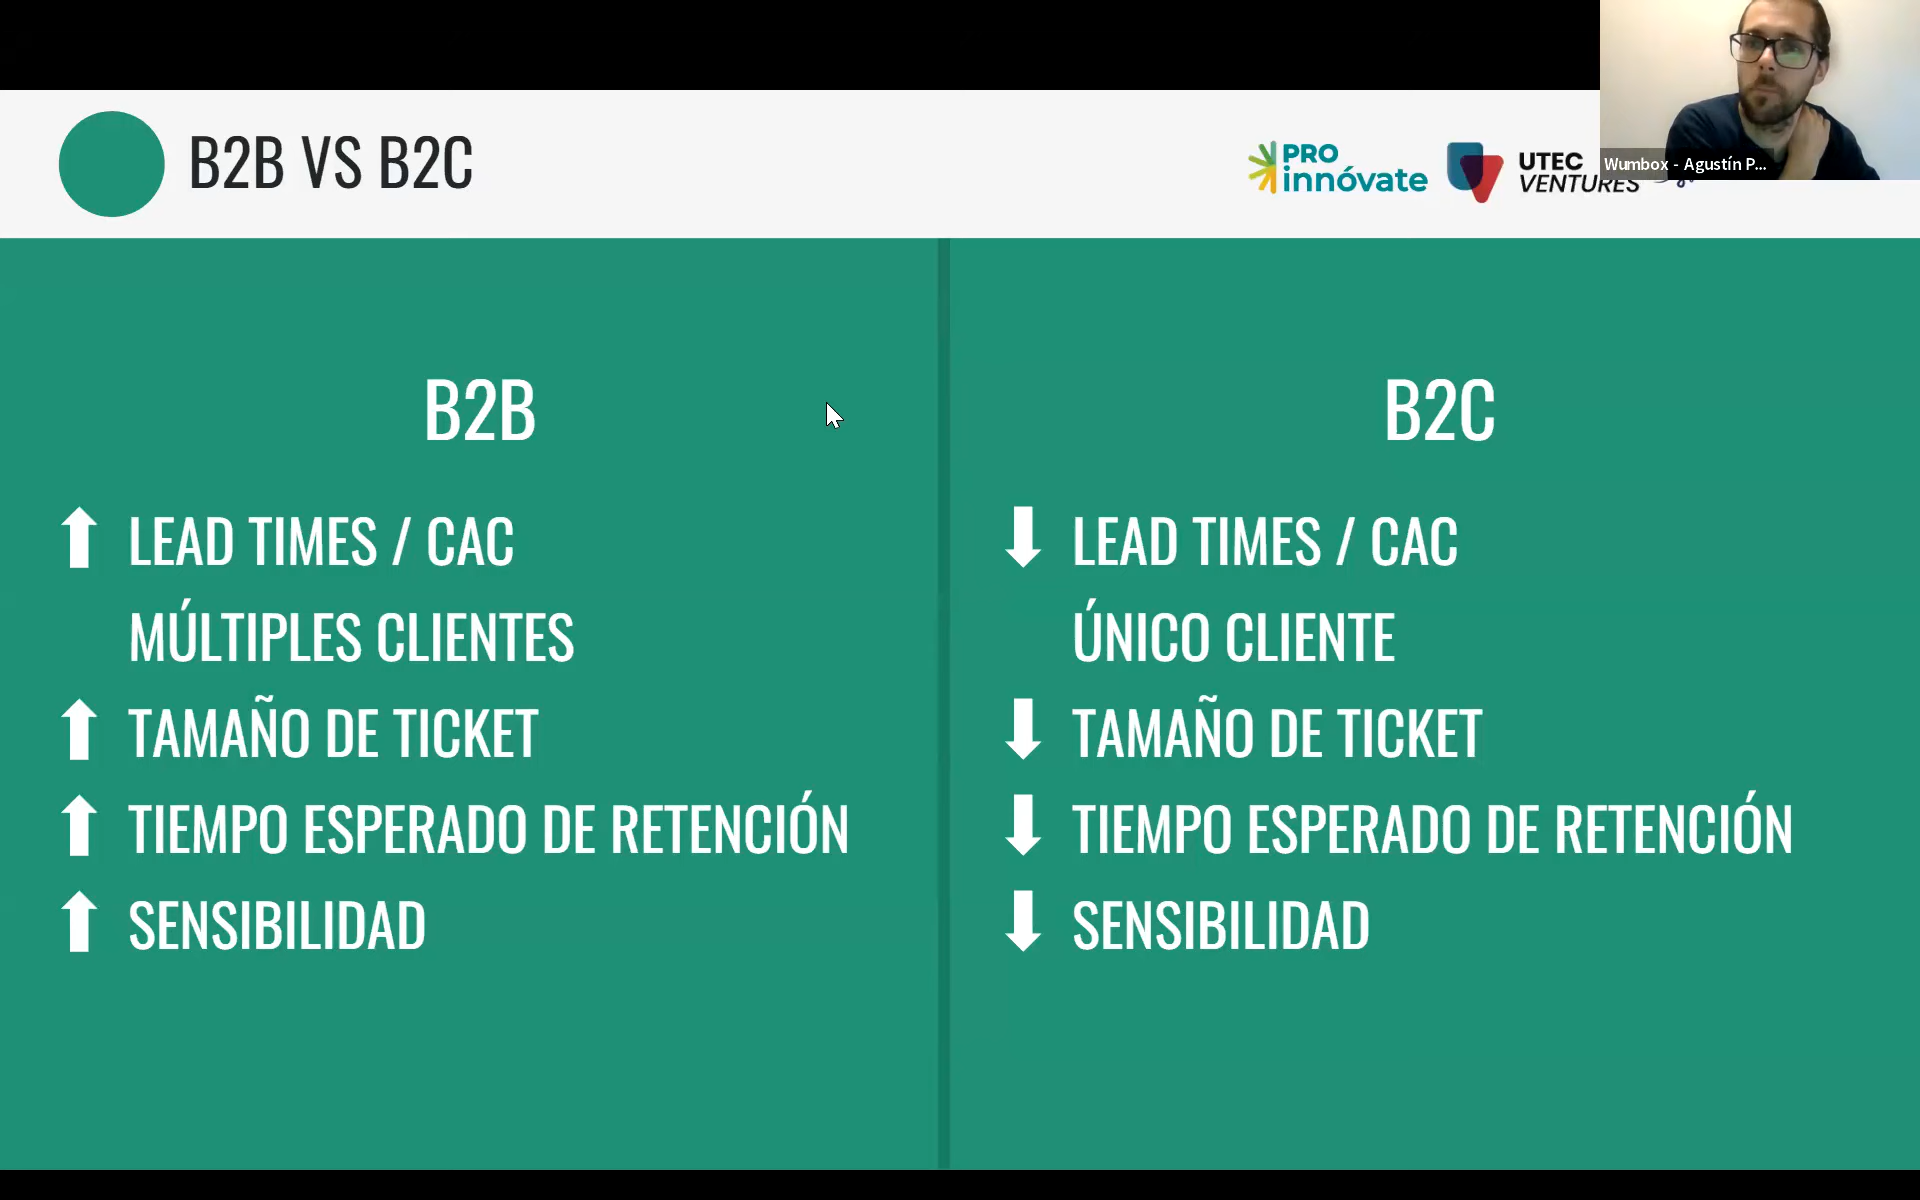 B2B VS B2C
PRO
innóvate
UTEC
VENTURES
Wumbox - Agustín P...
B2B
LEAD TIMES / CAC
MÚLTIPLES CLIENTES
TAMAÑO DE TICKET
TIEMPO ESPERADO DE RETENCIÓN
SENSIBILIDAD
B2C
LEAD TIMES / CAC
ÚNICO CLIENTE
TAMAÑO DE TICKET
TIEMPO ESPERADO DE RETENCIÓN
SENSIBILIDAD